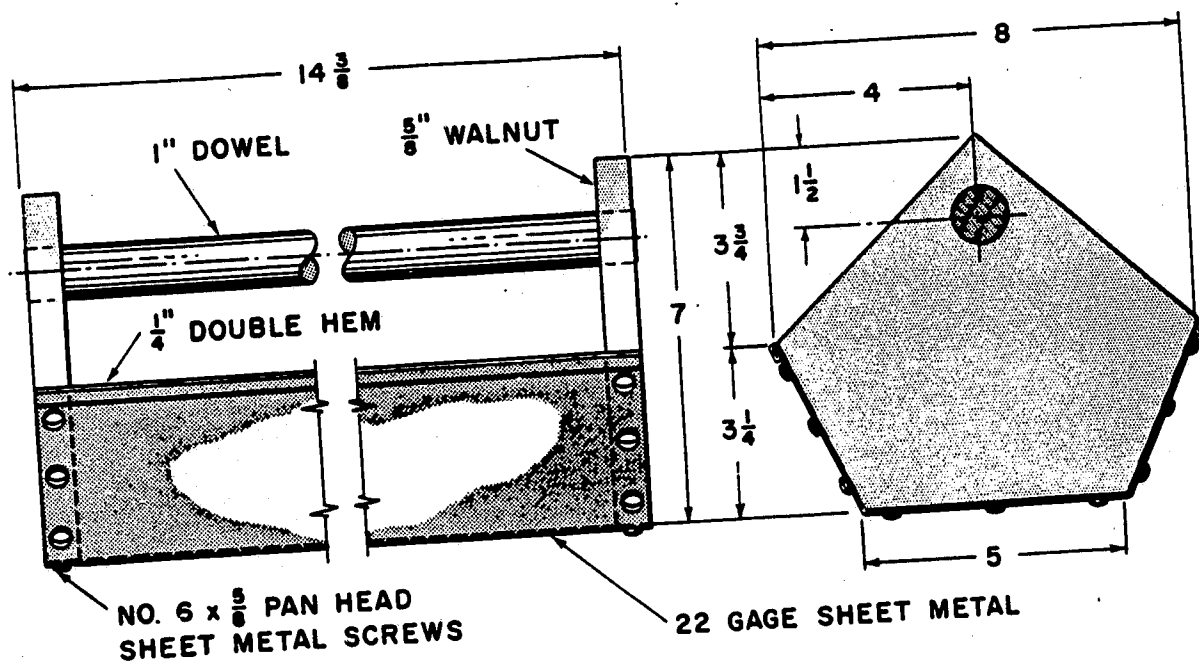 8
14 3/8
4
1" DOWEL
5/8" WALNUT
1 1/2
3 3/4
7
1/4" DOUBLE HEM
3 1/4
5
NO. 6 x 5/8 PAN HEAD
SHEET METAL SCREWS
22 GAGE SHEET METAL